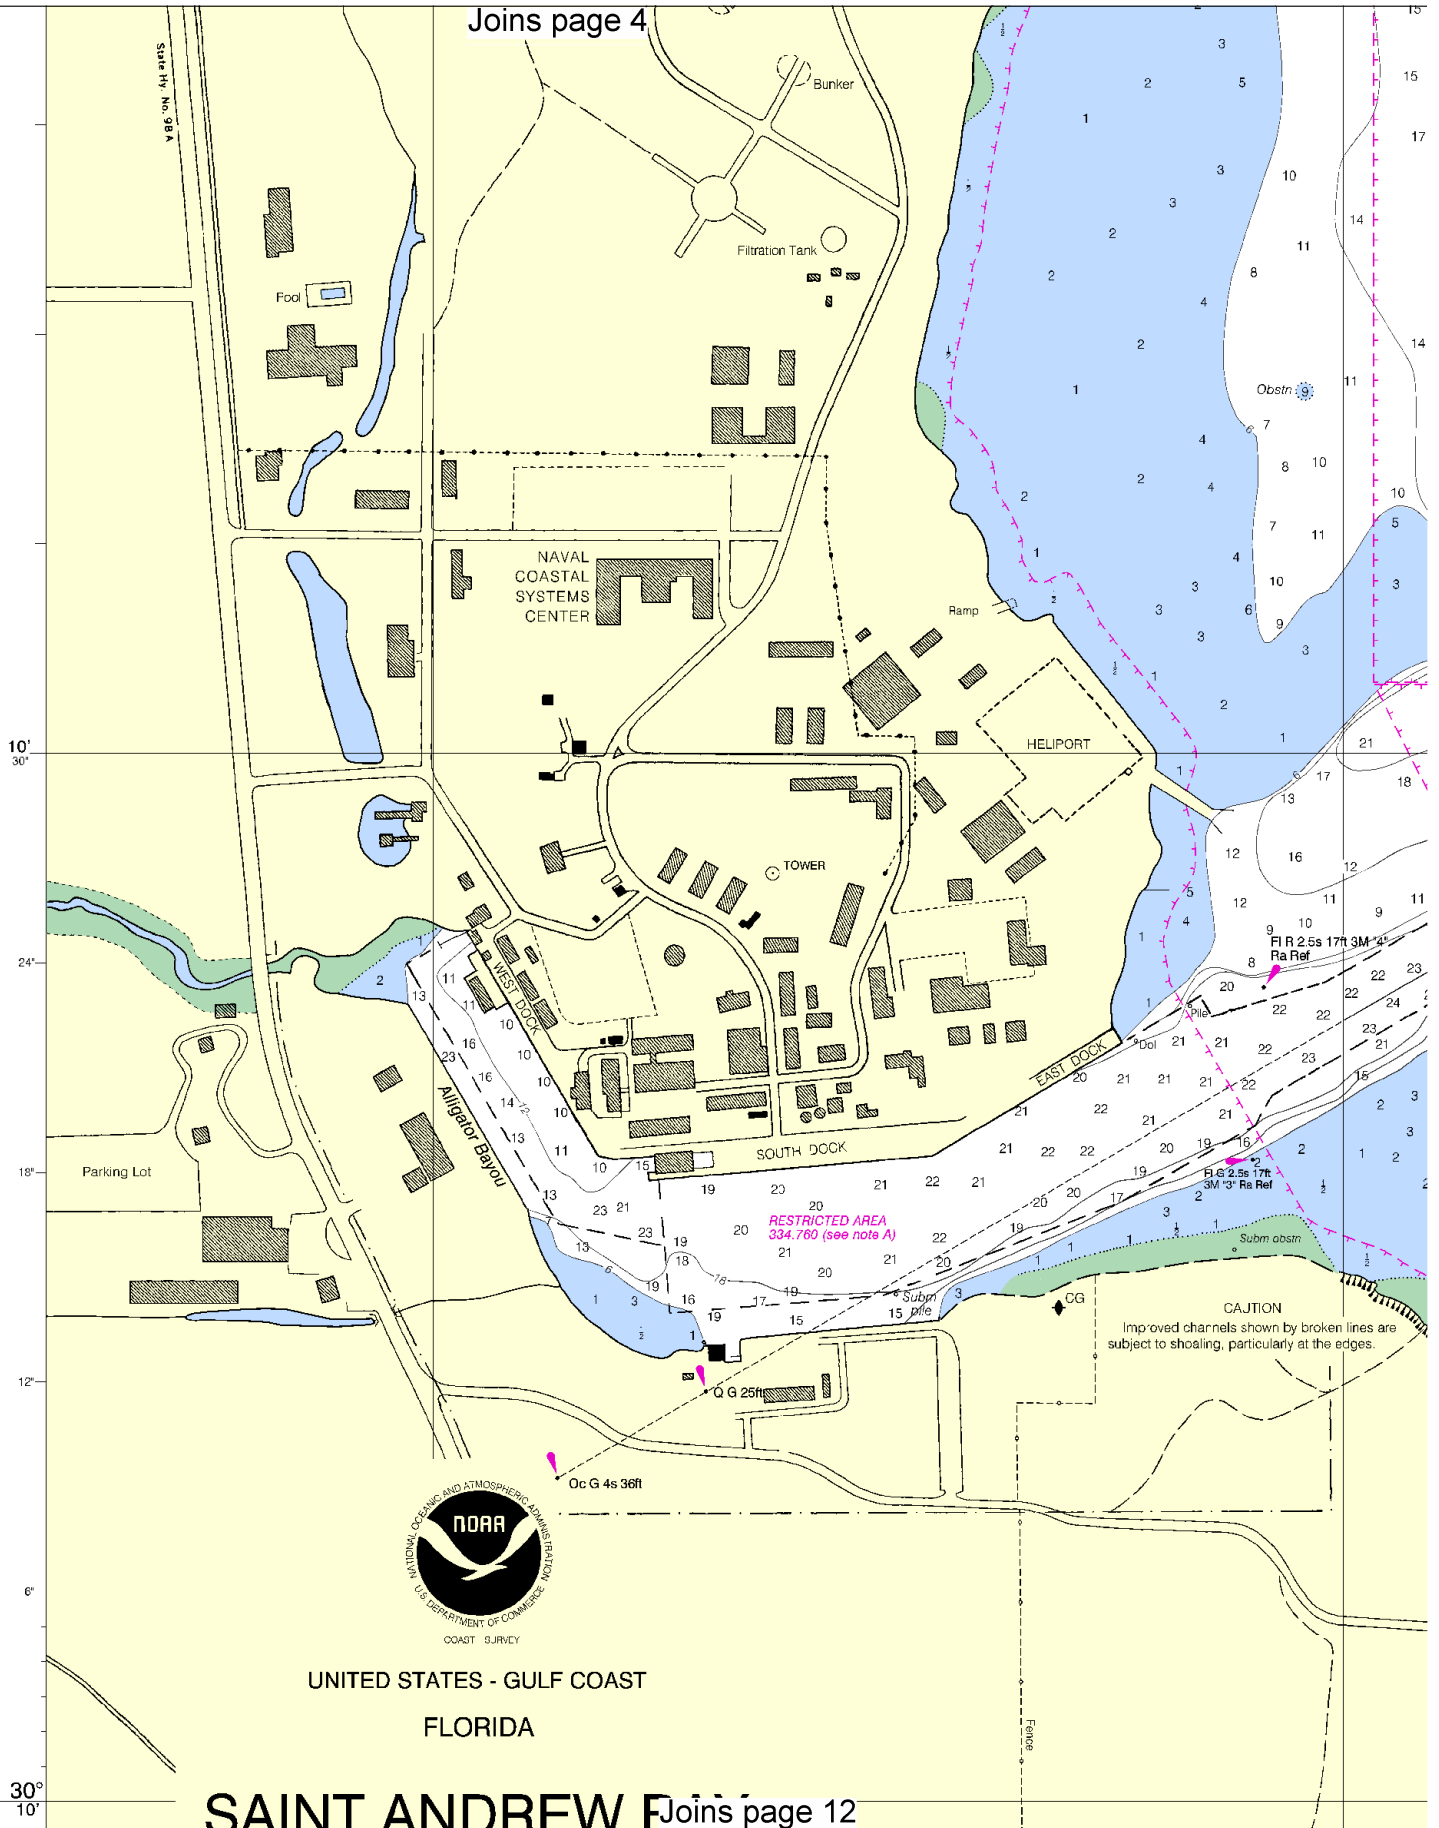 Joins page 4
State Hy. No. 98A
Bunker
Filtration Tank
Pool
Obstn 9
NAVAL
COASTAL
SYSTEMS
CENTER
Ramp
HELIPORT
10'
30"
TOWER
Fl R 2.5s 17ft 3M "4"
Ra Ref
24"
WEST DOCK
Pile
Dol
EAST DOCK
Alligator Bayou
SOUTH DOCK
18"
Parking Lot
Fl G 2.5s 17ft
3M "3" Ra Ref
RESTRICTED AREA
334.760 (see note A)
Subm obstn
Subm
pile
CG
CAUTION
Improved channels shown by broken lines are
subject to shoaling, particularly at the edges.
12"
Q G 25ft
Oc G 4s 36ft
NATIONAL OCEANIC AND ATMOSPHERIC ADMINISTRATION
NOAA
U.S. DEPARTMENT OF COMMERCE
6"
COAST SURVEY
UNITED STATES - GULF COAST
FLORIDA
Fence
30°
10'
SAINT ANDREW
Joins page 12